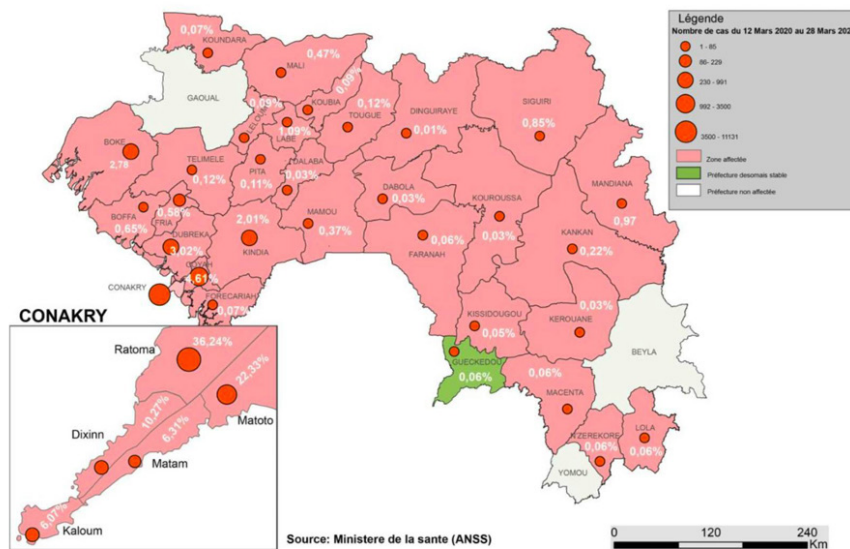 Légende
Nombre de cas du 12 Mars 2020 au 28 Mars 202
1 - 85
86- 229
230 - 991
992 - 3500
3500 - 11131
Zone affectée
Préfecture desomais stable
Préfecture non affectée
0,07%
KOUNDARA
0,47%
MALI
0,09%
GAOUAL
0,09%
KOUBIA
LELOUMA
1,09%
LABE
0,12%
TOUGUE
DINGUIRAYE
0,01%
SIGUIRI
0,85%
BOKE
2,78
TELIMELE
0,12%
PITA
0,11%
DALABA
0,03%
DABOLA
0,03%
KOUROUSSA
0,03%
MANDIANA
0,97
BOFFA
0,65%
0,58%
FRIA
DUBREKA
3,02%
2,01%
KINDIA
MAMOU
0,37%
0,06%
FARANAH
KANKAN
0,22%
COYAH
4,61%
CONAKRY
FORECARIAH
0,07%
KISSIDOUGOU
0,05%
0,03%
KEROUANE
BEYLA
GUECKEDOU
0,06%
0,06%
MACENTA
N'ZEREKORE
0,06%
LOLA
0,06%
YOMOU
CONAKRY
36,24%
Ratoma
22,33%
Matoto
10,27%
6,31%
Dixinn
Matam
6,07%
Kaloum
Source: Ministere de la sante (ANSS)
0 120 240
Km